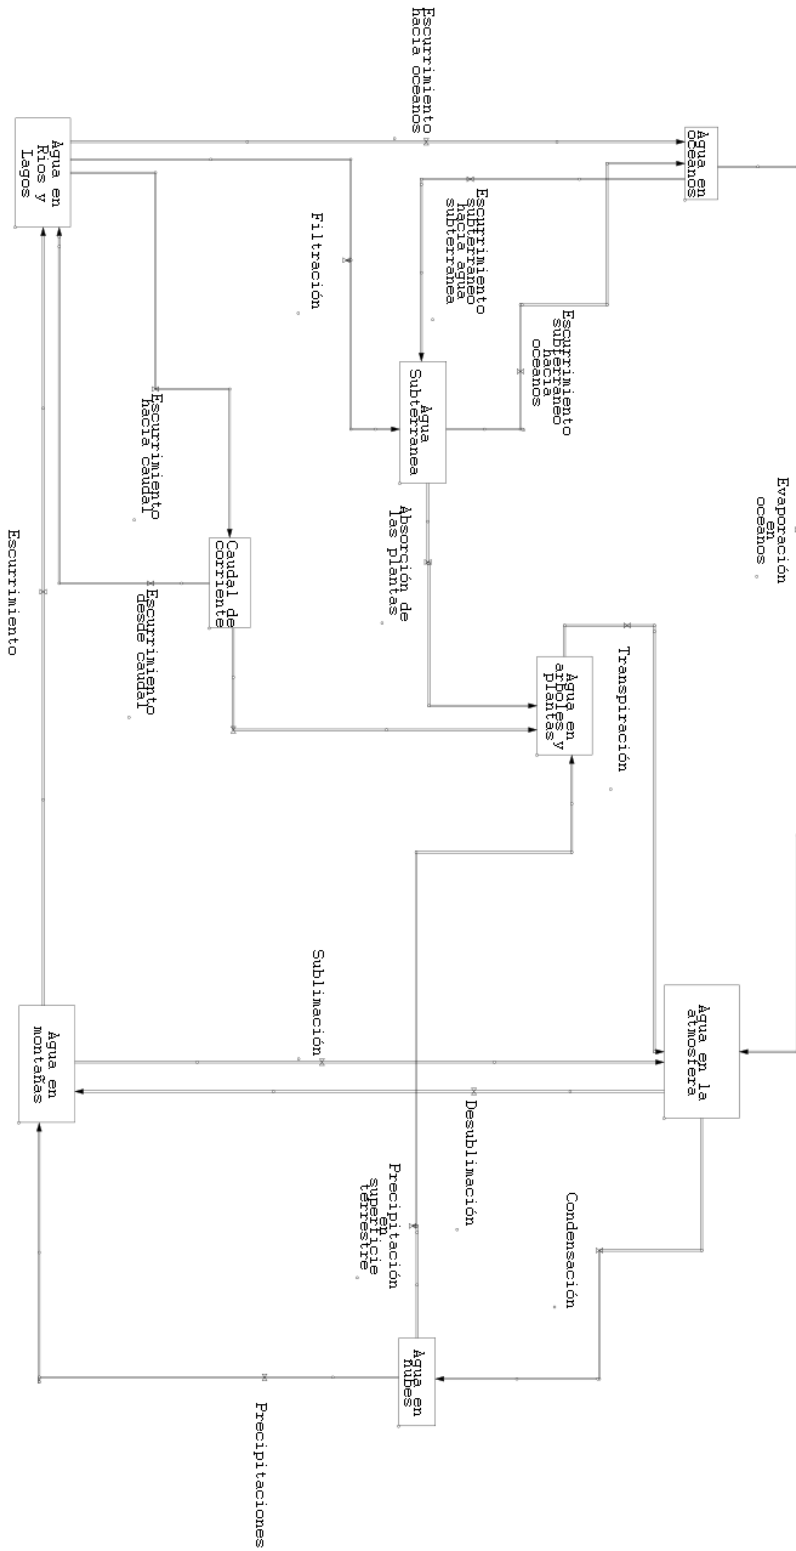 Evaporación
en
oceanos
Agua en
oceanos
Agua en la
atmosfera
Transpiración
Condensación
Agua en
arboles y
plantas
Escurrimiento
subterraneo
hacia
oceanos
Escurrimiento
subterraneo
hacia agua
subterranea
Desublimación
Escurrimiento
hacia oceanos
Agua
Subterranea
Absorción de
las plantas
Precipitación
en
superficie
terrestre
Agua en
nubes
Filtración
Sublimación
Precipitaciones
Caudal de
corriente
Escurrimiento
hacia caudal
Escurrimiento
desde caudal
Agua en
Rios y
Lagos
Agua en
montañas
Escurrimiento